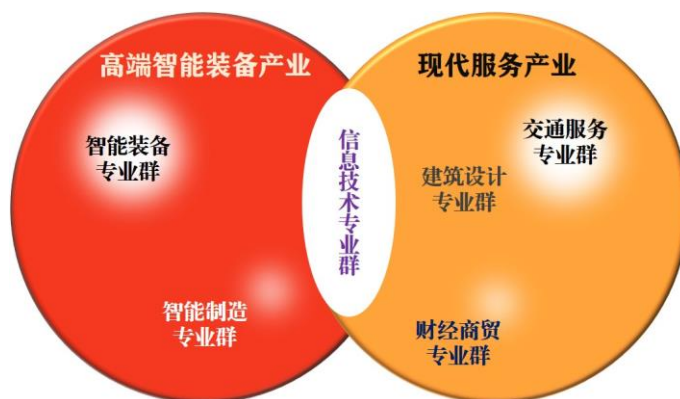 高端智能装备产业
现代服务产业
智能装备
专业群
信息技术专业群
交通服务
专业群
建筑设计
专业群
智能制造
专业群
财经商贸
专业群